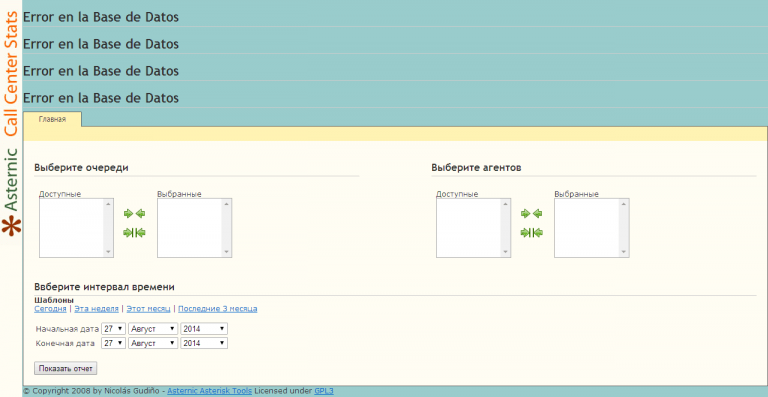 Asternic Call Center Stats
Error en la Base de Datos
Error en la Base de Datos
Error en la Base de Datos
Error en la Base de Datos
Главная
Выберите очереди
Выберите агентов
Доступные
Выбранные
Доступные
Выбранные
Ввберите интервал времени
Шаблоны
Сегодня | Эта неделя | Этот месяц | Последние 3 месяца
Начальная дата 27 Август 2014
Конечная дата 27 Август 2014
Показать отчет
© Copyright 2008 by Nicolás Gudiño - Asternic Asterisk Tools Licensed under GPL3